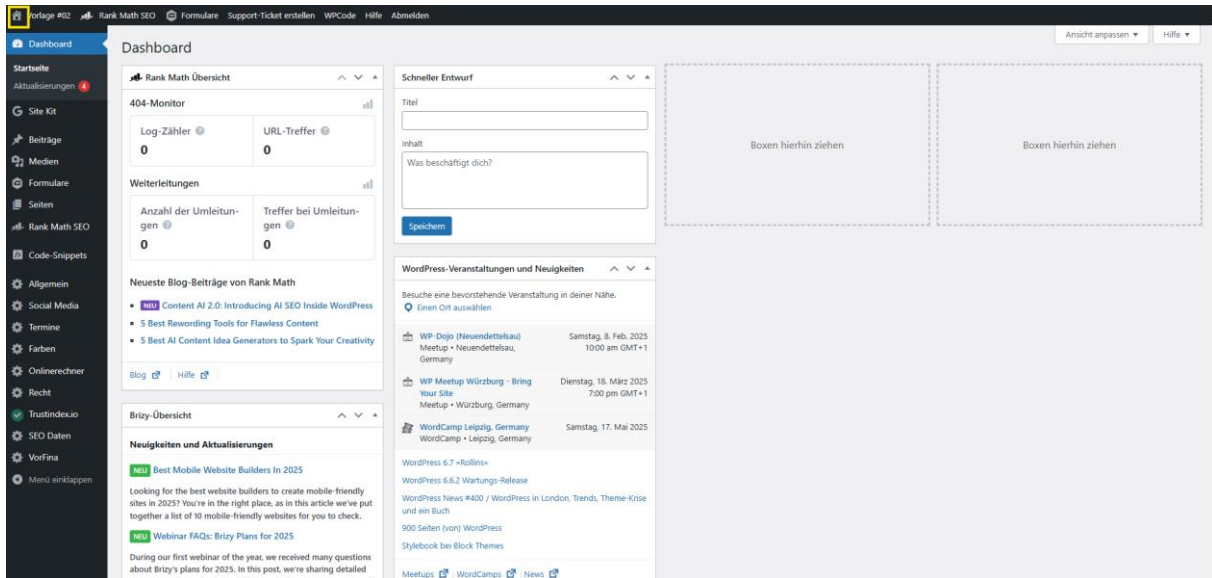 Vorlage #02 Rank Math SEO Formulare Support-Ticket erstellen WPCode Hilfe Abmelden
Ansicht anpassen Hilfe
Dashboard
Startseite
Aktualisierungen 4
Site Kit
Beiträge
Medien
Formulare
Seiten
Rank Math SEO
Code-Snippets
Allgemein
Social Media
Termine
Farben
Onlinerechner
Recht
Trustindex.io
SEO Daten
VorFina
Menü einklappen
Dashboard
Rank Math Übersicht
404-Monitor
Log-Zähler URL-Treffer
0 0
Weiterleitungen
Anzahl der Umleitun- Treffer bei Umleitun-
gen gen
0 0
Neueste Blog-Beiträge von Rank Math
NEU Content AI 2.0: Introducing AI SEO Inside WordPress
5 Best Rewording Tools for Flawless Content
5 Best AI Content Idea Generators to Spark Your Creativity
Blog Hilfe
Brizy-Übersicht
Neuigkeiten und Aktualisierungen
NEU Best Mobile Website Builders In 2025
Looking for the best website builders to create mobile-friendly
sites in 2025? You're in the right place, as in this article we've put
together a list of 10 mobile-friendly websites for you to check.
NEU Webinar FAQs: Brizy Plans for 2025
During our first webinar of the year, we received many questions
about Brizy's plans for 2025. In this post, we're sharing detailed
Schneller Entwurf
Titel
Inhalt
Was beschäftigt dich?
Speichern
WordPress-Veranstaltungen und Neuigkeiten
Besuche eine bevorstehende Veranstaltung in deiner Nähe.
Einen Ort auswählen
WP-Dojo (Neuendettelsau) Samstag, 8. Feb. 2025
Meetup • Neuendettelsau, 10:00 am GMT+1
Germany
WP Meetup Würzburg - Bring Dienstag, 18. März 2025
Your Site 7:00 pm GMT+1
Meetup • Würzburg, Germany
WordCamp Leipzig, Germany Samstag, 17. Mai 2025
WordCamp • Leipzig, Germany
WordPress 6.7 »Rollins«
WordPress 6.6.2 Wartungs-Release
WordPress News #400 / WordPress in London, Trends, Theme-Krise
und ein Buch
900 Seiten (von) WordPress
Stylebook bei Block Themes
Meetups WordCamps News
Boxen hierhin ziehen
Boxen hierhin ziehen